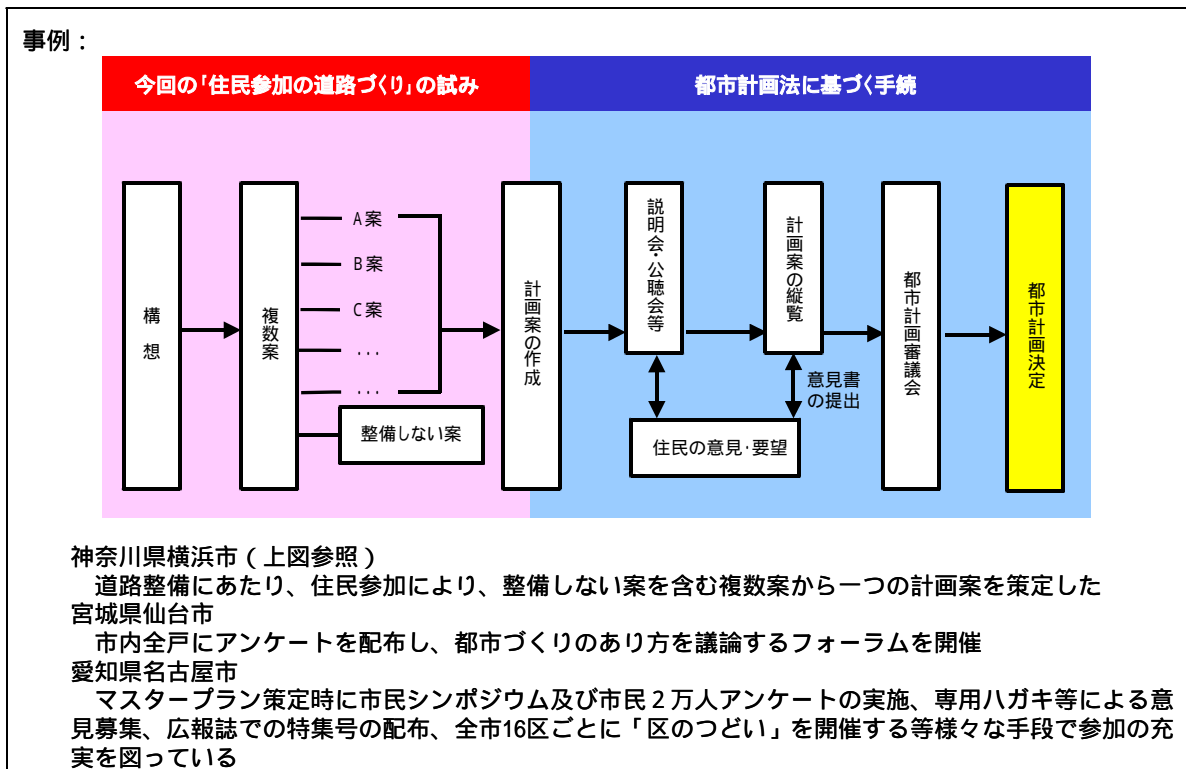 事例：
今回の「住民参加の道路づくり」の試み
都市計画法に基づく手続
構想
複数案
A案
B案
C案
...
...
整備しない案
計画案の作成
説明会・公聴会等
計画案の縦覧
意見書
の提出
住民の意見・要望
都市計画審議会
都市計画決定
神奈川県横浜市（上図参照）
道路整備にあたり、住民参加により、整備しない案を含む複数案から一つの計画案を策定した
宮城県仙台市
市内全戸にアンケートを配布し、都市づくりのあり方を議論するフォーラムを開催
愛知県名古屋市
マスタープラン策定時に市民シンポジウム及び市民２万人アンケートの実施、専用ハガキ等による意
見募集、広報誌での特集号の配布、全市16区ごとに「区のつどい」を開催する等様々な手段で参加の充
実を図っている